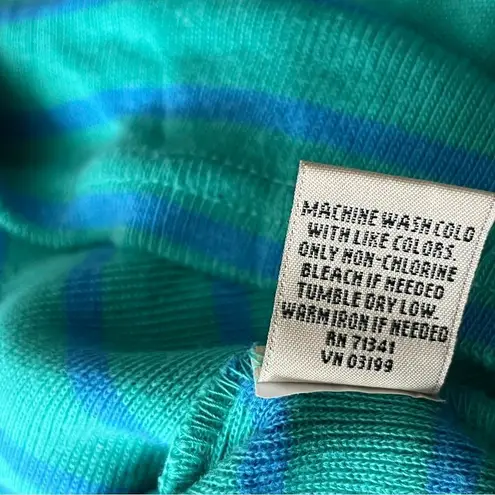 MACHINE WASH COLD
WITH LIKE COLORS
ONLY NON-CHLORINE
BLEACH IF NEEDED
TUMBLE DRY LOW-
WARM IRON IF NEEDED
RN 71341
VN 03199